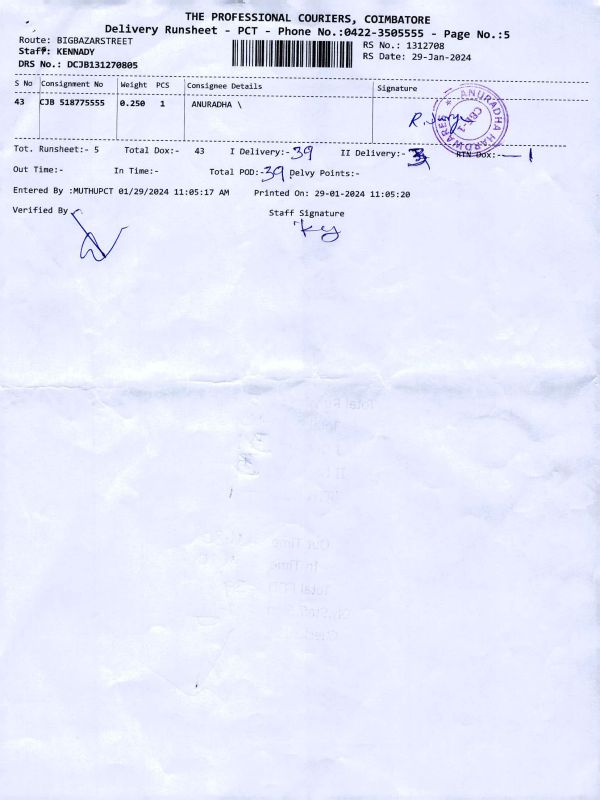 THE PROFESSIONAL COURIERS, COIMBATORE
Delivery Runsheet - PCT - Phone No.:0422-3505555 - Page No.:5
Route: BIGBAZARSTREET
RS No.: 1312708
Staff: KENNADY
RS Date: 29-Jan-2024
DRS No.: DCJB131270805
S No Consignment No Weight PCS Consignee Details Signature
43 CJB 518775555 0.250 1 ANURADHA \
ANURADHA HARDWARES
Tot. Runsheet:- 5 Total Dox:- 43 I Delivery:- 39 II Delivery:- 3 RTN Dox:- 1
Out Time:- In Time:- Total POD:- 39 Delvy Points:-
Entered By :MUTHUPCT 01/29/2024 11:05:17 AM Printed On: 29-01-2024 11:05:20
Verified By
Staff Signature